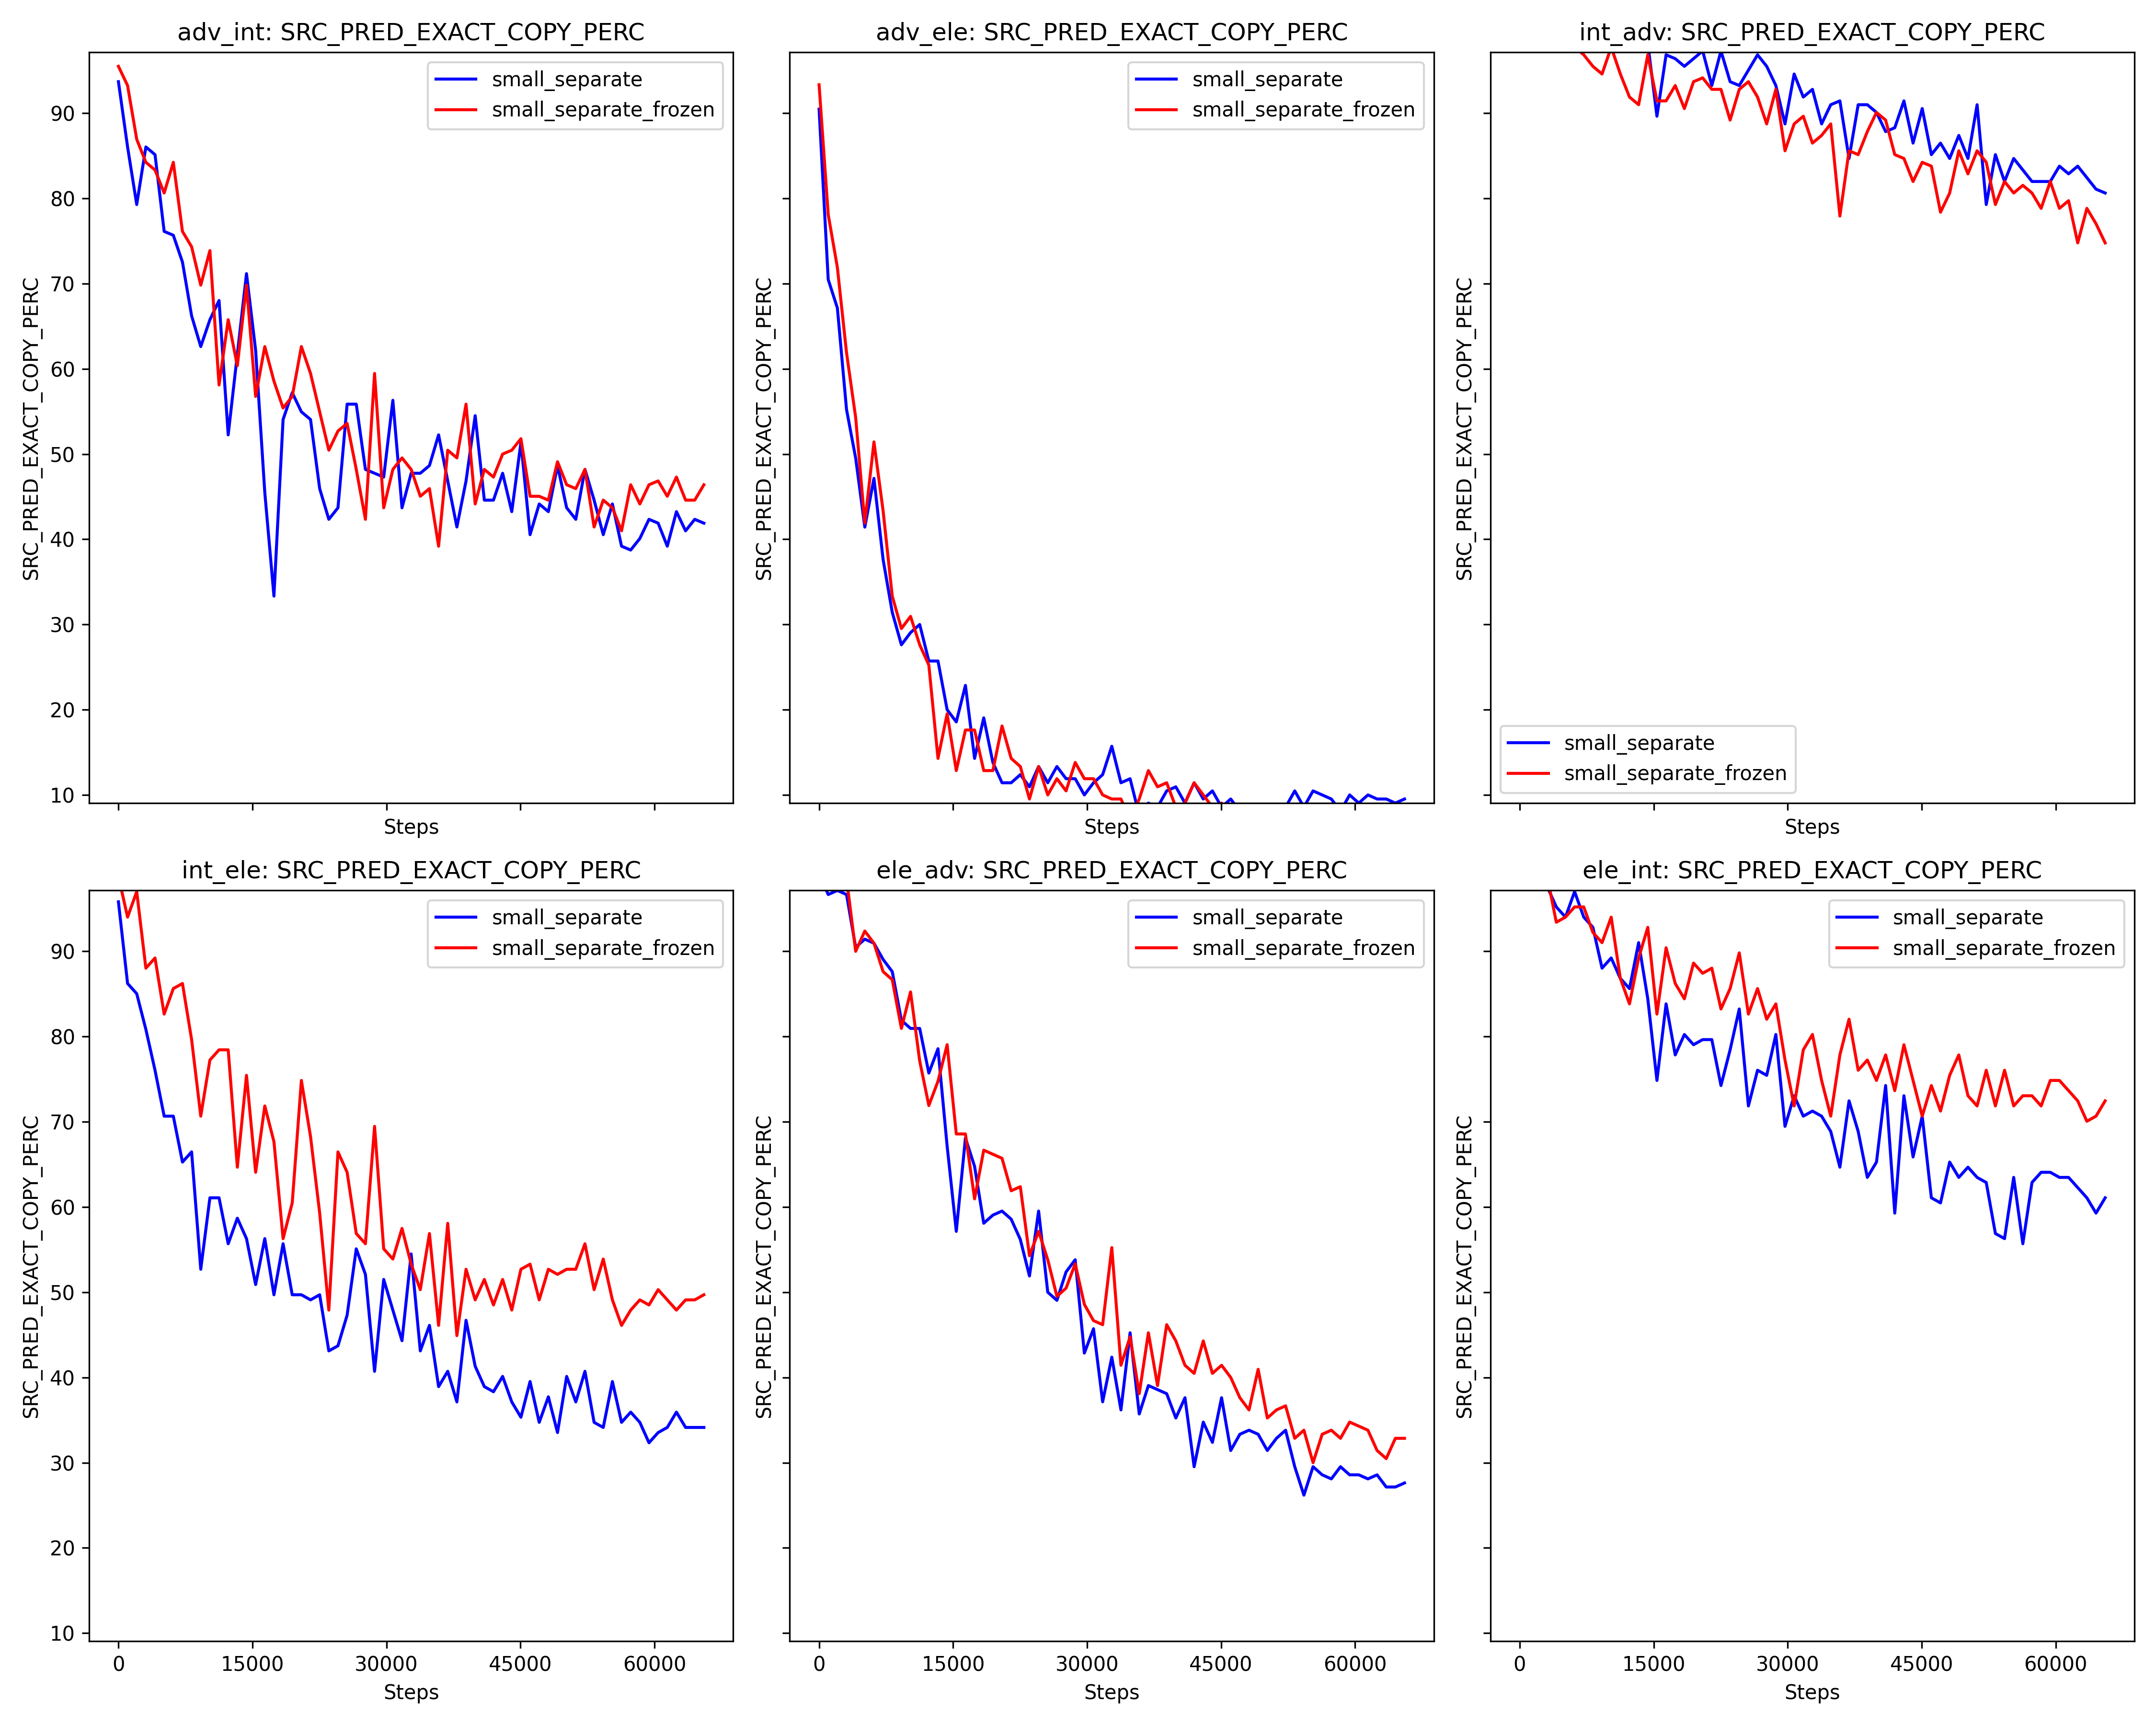 adv_int: SRC_PRED_EXACT_COPY_PERC
SRC_PRED_EXACT_COPY_PERC
90
80
70
60
50
40
30
20
10
small_separate
small_separate_frozen
Steps
adv_ele: SRC_PRED_EXACT_COPY_PERC
SRC_PRED_EXACT_COPY_PERC
small_separate
small_separate_frozen
Steps
int_adv: SRC_PRED_EXACT_COPY_PERC
SRC_PRED_EXACT_COPY_PERC
small_separate
small_separate_frozen
Steps
int_ele: SRC_PRED_EXACT_COPY_PERC
SRC_PRED_EXACT_COPY_PERC
90
80
70
60
50
40
30
20
10
small_separate
small_separate_frozen
0 15000 30000 45000 60000
Steps
ele_adv: SRC_PRED_EXACT_COPY_PERC
SRC_PRED_EXACT_COPY_PERC
small_separate
small_separate_frozen
0 15000 30000 45000 60000
Steps
ele_int: SRC_PRED_EXACT_COPY_PERC
SRC_PRED_EXACT_COPY_PERC
small_separate
small_separate_frozen
0 15000 30000 45000 60000
Steps